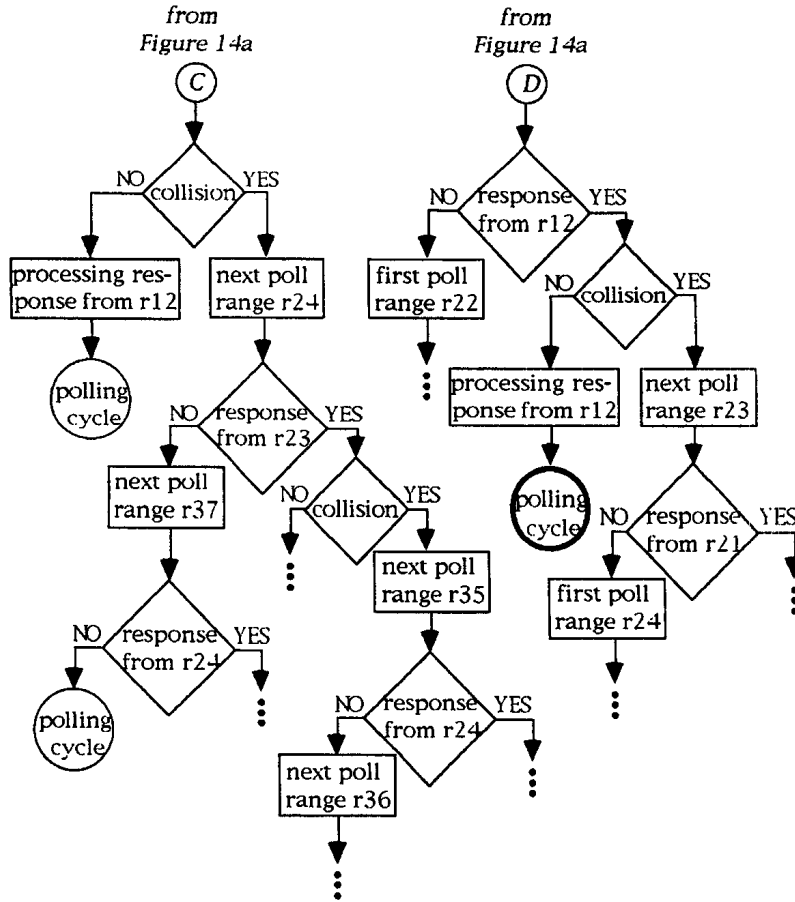 from
Figure 14a
C
collision
NO
YES
processing res-
ponse from r12
next poll
range r24
polling
cycle
response
from r23
NO
YES
next poll
range r37
collision
NO
YES
next poll
range r35
response
from r24
NO
YES
polling
cycle
response
from r24
NO
YES
next poll
range r36
from
Figure 14a
D
response
from r12
NO
YES
first poll
range r22
collision
NO
YES
processing res-
ponse from r12
next poll
range r23
polling
cycle
response
from r21
NO
YES
first poll
range r24